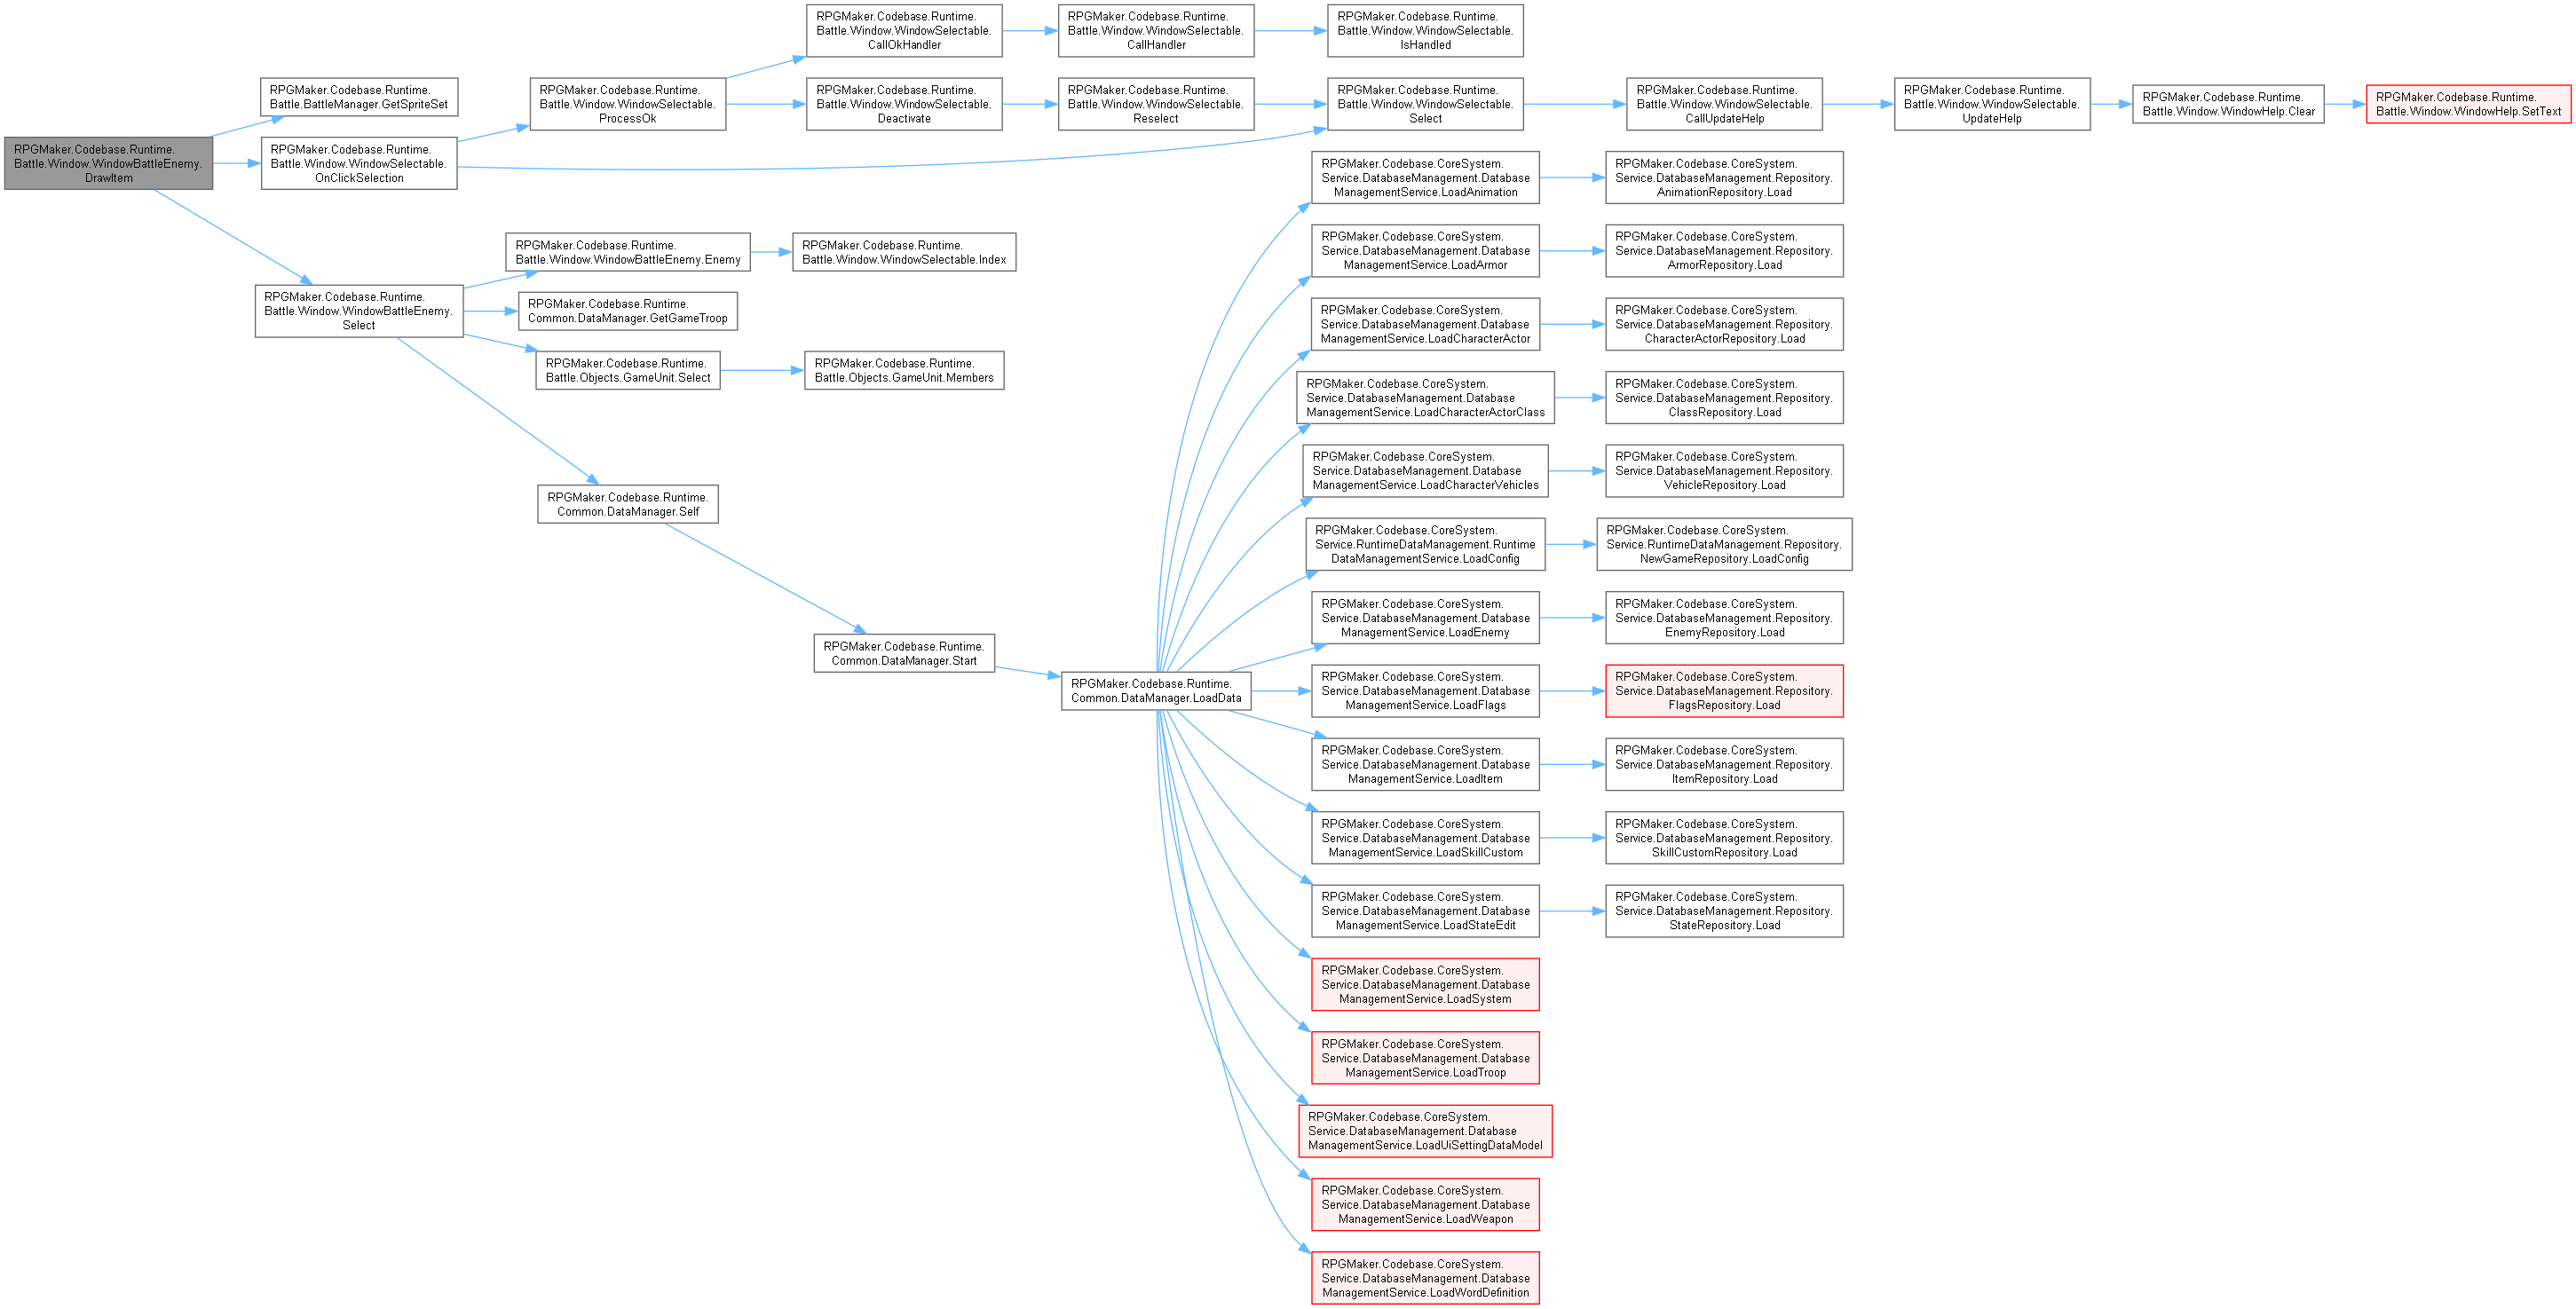 RPGMaker.Codebase.Runtime.
Battle.Window.WindowBattleEnemy.
DrawItem
RPGMaker.Codebase.Runtime.
Battle.BattleManager.GetSpriteSet
RPGMaker.Codebase.Runtime.
Battle.Window.WindowSelectable.
OnClickSelection
RPGMaker.Codebase.Runtime.
Battle.Window.WindowSelectable.
ProcessOk
RPGMaker.Codebase.Runtime.
Battle.Window.WindowSelectable.
CallOkHandler
RPGMaker.Codebase.Runtime.
Battle.Window.WindowSelectable.
CallHandler
RPGMaker.Codebase.Runtime.
Battle.Window.WindowSelectable.
IsHandled
RPGMaker.Codebase.Runtime.
Battle.Window.WindowSelectable.
Deactivate
RPGMaker.Codebase.Runtime.
Battle.Window.WindowSelectable.
Reselect
RPGMaker.Codebase.Runtime.
Battle.Window.WindowSelectable.
Select
RPGMaker.Codebase.Runtime.
Battle.Window.WindowSelectable.
CallUpdateHelp
RPGMaker.Codebase.Runtime.
Battle.Window.WindowSelectable.
UpdateHelp
RPGMaker.Codebase.Runtime.
Battle.Window.WindowHelp.Clear
RPGMaker.Codebase.Runtime.
Battle.Window.WindowHelp.SetText
RPGMaker.Codebase.Runtime.
Battle.Window.WindowBattleEnemy.
Select
RPGMaker.Codebase.Runtime.
Battle.Window.WindowBattleEnemy.Enemy
RPGMaker.Codebase.Runtime.
Battle.Window.WindowSelectable.Index
RPGMaker.Codebase.Runtime.
Common.DataManager.GetGameTroop
RPGMaker.Codebase.Runtime.
Battle.Objects.GameUnit.Select
RPGMaker.Codebase.Runtime.
Battle.Objects.GameUnit.Members
RPGMaker.Codebase.Runtime.
Common.DataManager.Self
RPGMaker.Codebase.Runtime.
Common.DataManager.Start
RPGMaker.Codebase.Runtime.
Common.DataManager.LoadData
RPGMaker.Codebase.CoreSystem.
Service.DatabaseManagement.Database
ManagementService.LoadAnimation
RPGMaker.Codebase.CoreSystem.
Service.DatabaseManagement.Repository.
AnimationRepository.Load
RPGMaker.Codebase.CoreSystem.
Service.DatabaseManagement.Database
ManagementService.LoadArmor
RPGMaker.Codebase.CoreSystem.
Service.DatabaseManagement.Repository.
ArmorRepository.Load
RPGMaker.Codebase.CoreSystem.
Service.DatabaseManagement.Database
ManagementService.LoadCharacterActor
RPGMaker.Codebase.CoreSystem.
Service.DatabaseManagement.Repository.
CharacterActorRepository.Load
RPGMaker.Codebase.CoreSystem.
Service.DatabaseManagement.Database
ManagementService.LoadCharacterActorClass
RPGMaker.Codebase.CoreSystem.
Service.DatabaseManagement.Repository.
ClassRepository.Load
RPGMaker.Codebase.CoreSystem.
Service.DatabaseManagement.Database
ManagementService.LoadCharacterVehicles
RPGMaker.Codebase.CoreSystem.
Service.DatabaseManagement.Repository.
VehicleRepository.Load
RPGMaker.Codebase.CoreSystem.
Service.RuntimeDataManagement.Runtime
DataManagementService.LoadConfig
RPGMaker.Codebase.CoreSystem.
Service.RuntimeDataManagement.Repository.
NewGameRepository.LoadConfig
RPGMaker.Codebase.CoreSystem.
Service.DatabaseManagement.Database
ManagementService.LoadEnemy
RPGMaker.Codebase.CoreSystem.
Service.DatabaseManagement.Repository.
EnemyRepository.Load
RPGMaker.Codebase.CoreSystem.
Service.DatabaseManagement.Database
ManagementService.LoadFlags
RPGMaker.Codebase.CoreSystem.
Service.DatabaseManagement.Repository.
FlagsRepository.Load
RPGMaker.Codebase.CoreSystem.
Service.DatabaseManagement.Database
ManagementService.LoadItem
RPGMaker.Codebase.CoreSystem.
Service.DatabaseManagement.Repository.
ItemRepository.Load
RPGMaker.Codebase.CoreSystem.
Service.DatabaseManagement.Database
ManagementService.LoadSkillCustom
RPGMaker.Codebase.CoreSystem.
Service.DatabaseManagement.Repository.
SkillCustomRepository.Load
RPGMaker.Codebase.CoreSystem.
Service.DatabaseManagement.Database
ManagementService.LoadStateEdit
RPGMaker.Codebase.CoreSystem.
Service.DatabaseManagement.Repository.
StateRepository.Load
RPGMaker.Codebase.CoreSystem.
Service.DatabaseManagement.Database
ManagementService.LoadSystem
RPGMaker.Codebase.CoreSystem.
Service.DatabaseManagement.Database
ManagementService.LoadTroop
RPGMaker.Codebase.CoreSystem.
Service.DatabaseManagement.Database
ManagementService.LoadUiSettingDataModel
RPGMaker.Codebase.CoreSystem.
Service.DatabaseManagement.Database
ManagementService.LoadWeapon
RPGMaker.Codebase.CoreSystem.
Service.DatabaseManagement.Database
ManagementService.LoadWordDefinition